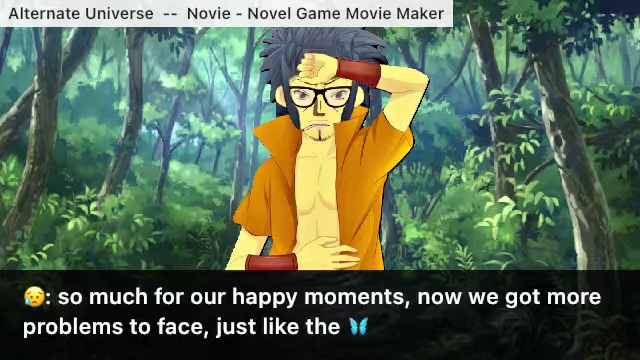 Alternate Universe -- Novie - Novel Game Movie Maker
😥: so much for our happy moments, now we got more
problems to face, just like the 🦋